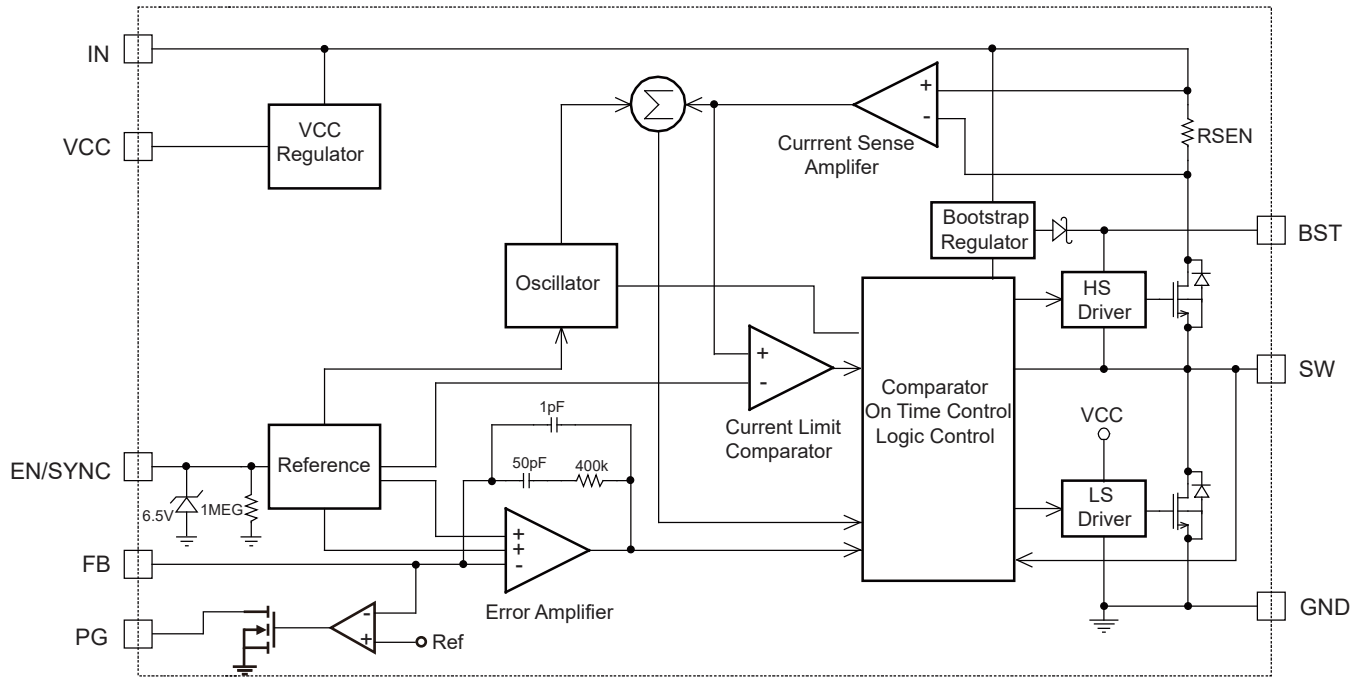 IN
VCC
VCC
Regulator
Σ
+
-
Currrent Sense
Amplifer
RSEN
Bootstrap
Regulator
BST
Oscillator
HS
Driver
+
-
Current Limit
Comparator
Comparator
On Time Control
Logic Control
SW
VCC
LS
Driver
EN/SYNC
6.5V
1MEG
Reference
1pF
50pF
400k
+
+
-
Error Amplifier
FB
PG
-
+
Ref
GND